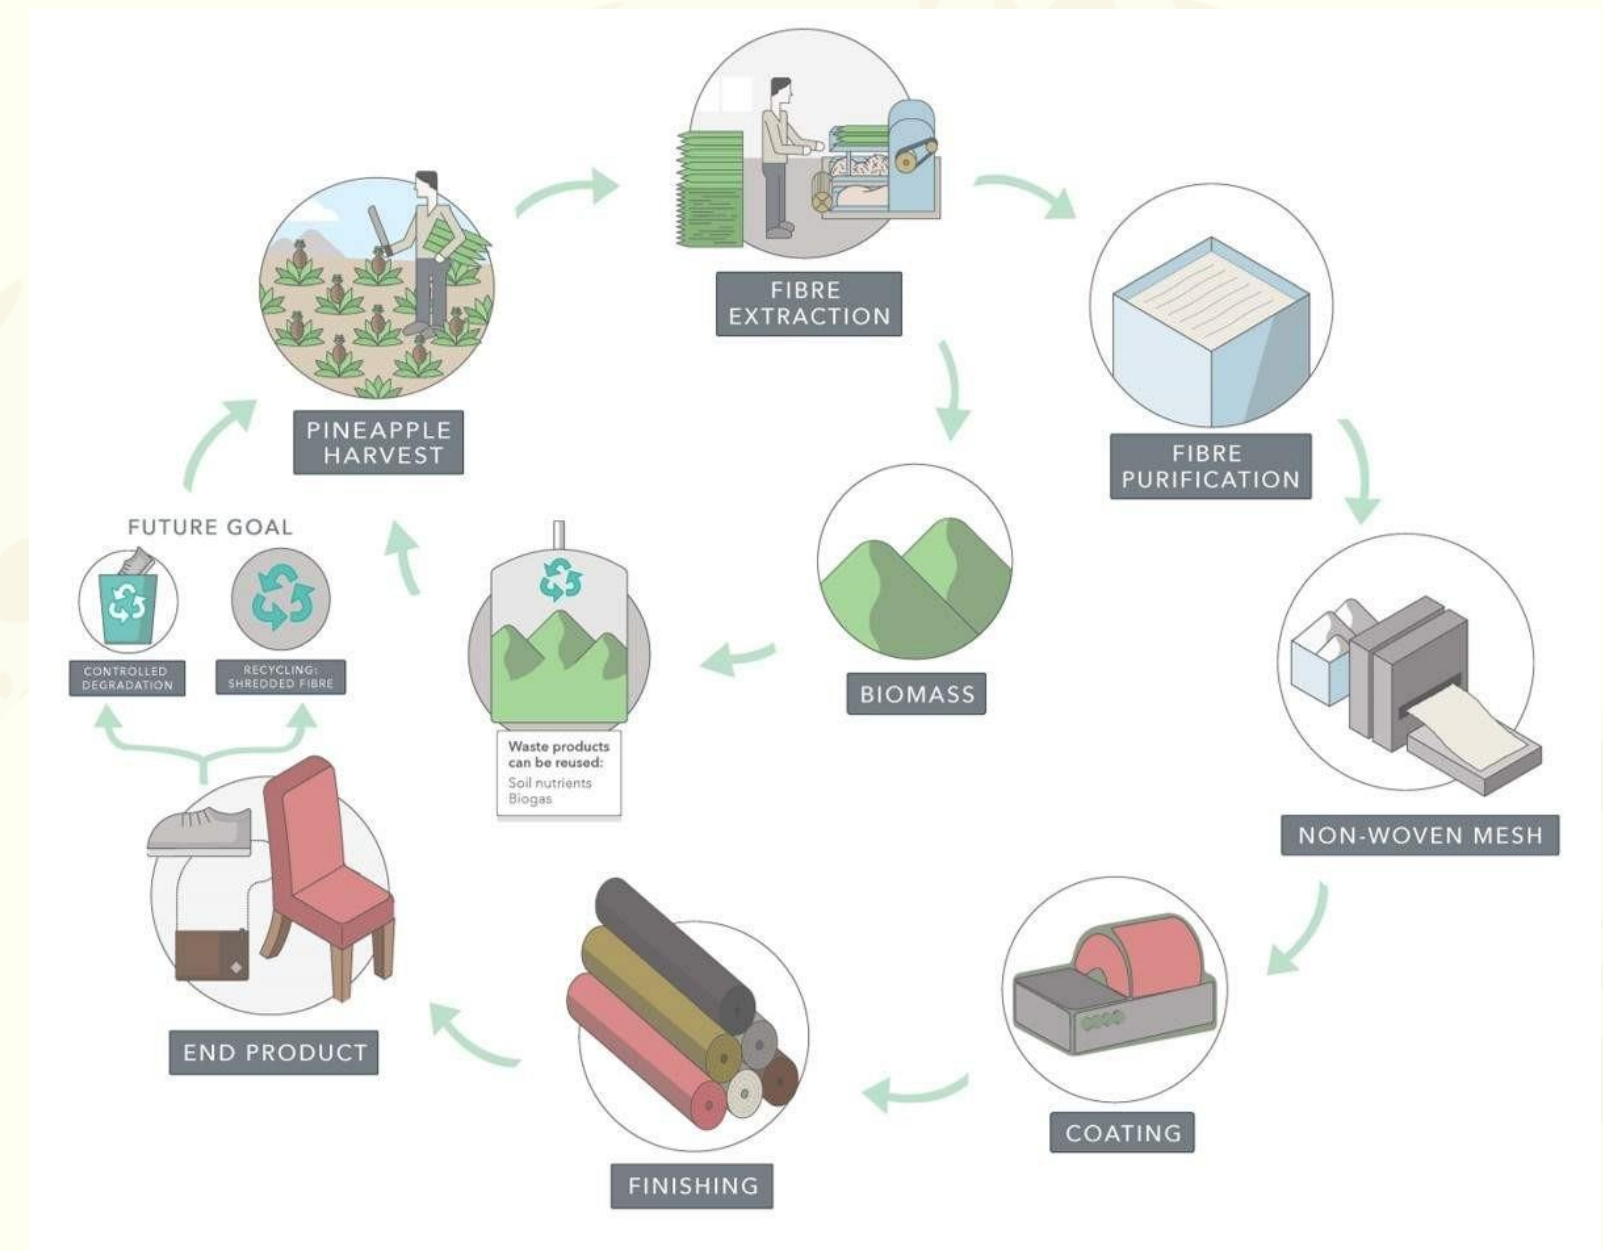 FIBRE
EXTRACTION
PINEAPPLE
HARVEST
FIBRE
PURIFICATION
FUTURE GOAL
CONTROLLED
DEGRADATION
RECYCLING:
SHREDDED FIBRE
BIOMASS
Waste products
can be reused:
Soil nutrients
Biogas
NON-WOVEN MESH
END PRODUCT
COATING
FINISHING